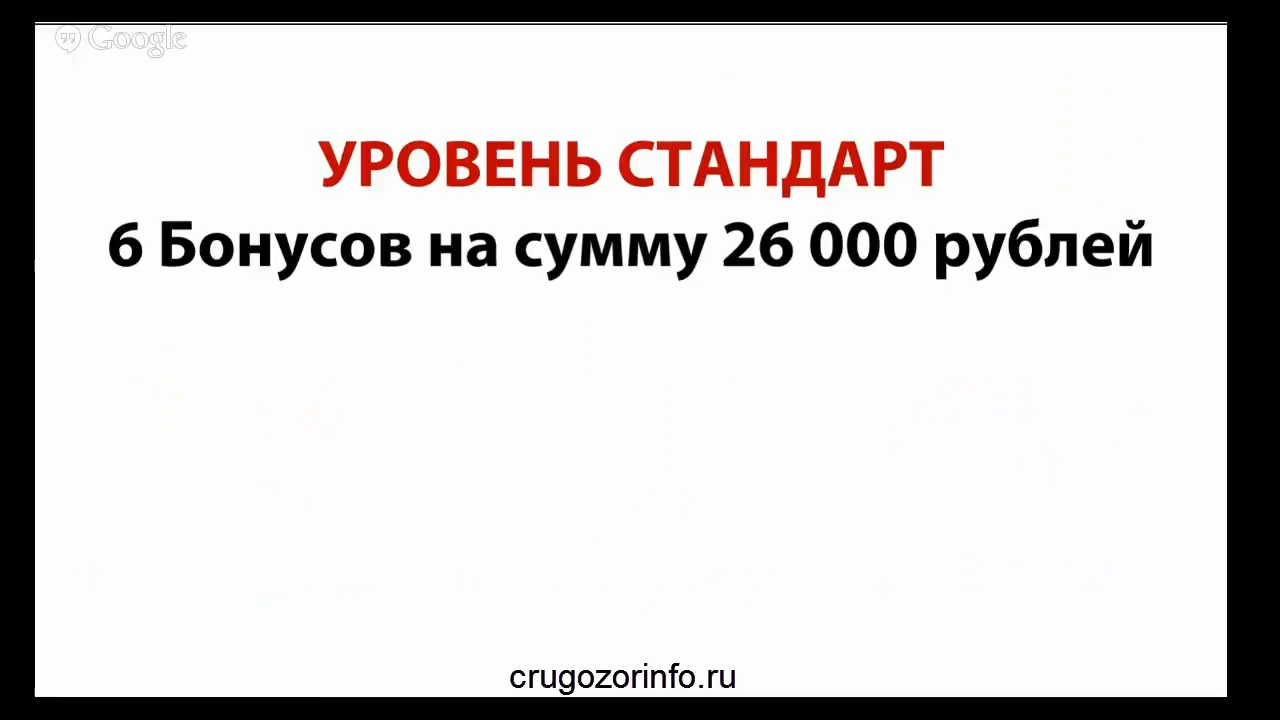 Google
УРОВЕНЬ СТАНДАРТ
6 Бонусов на сумму 26 000 рублей
crugozorinfo.ru